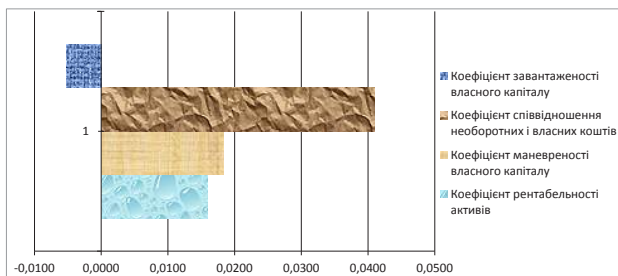 Коефіцієнт завантаженості
власного капіталу
Коефіцієнт співвідношення
необоротних і власних коштів
1
Коефіцієнт маневреності
власного капіталу
Коефіцієнт рентабельності
активів
-0,0100 0,0000 0,0100 0,0200 0,0300 0,0400 0,0500